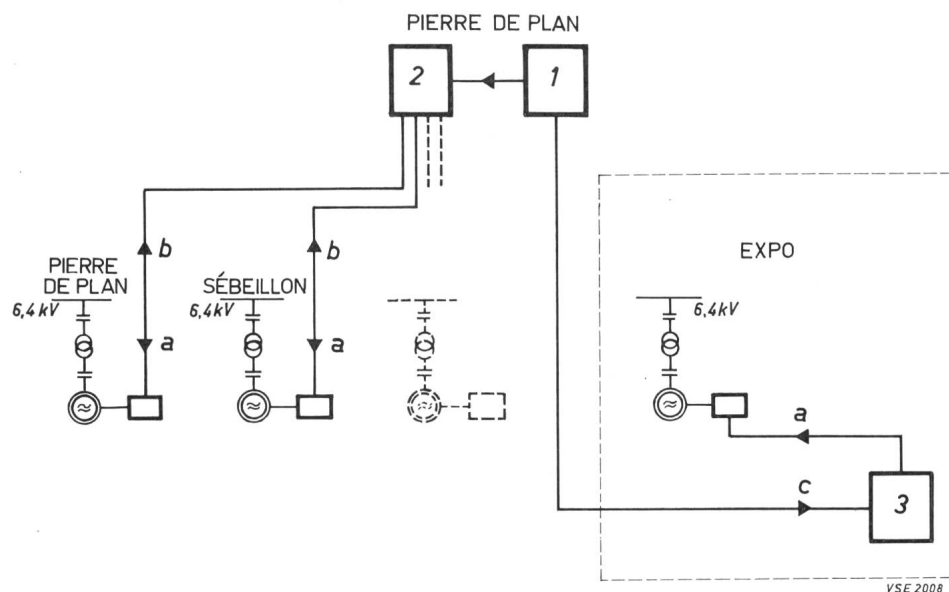 PIERRE DE PLAN
2
1
b
b
EXPO
PIERRE
DE PLAN
SÉBEILLON
6,4 kV
6,4 kV
6,4 kV
a
a
a
c
3
VSE 2008